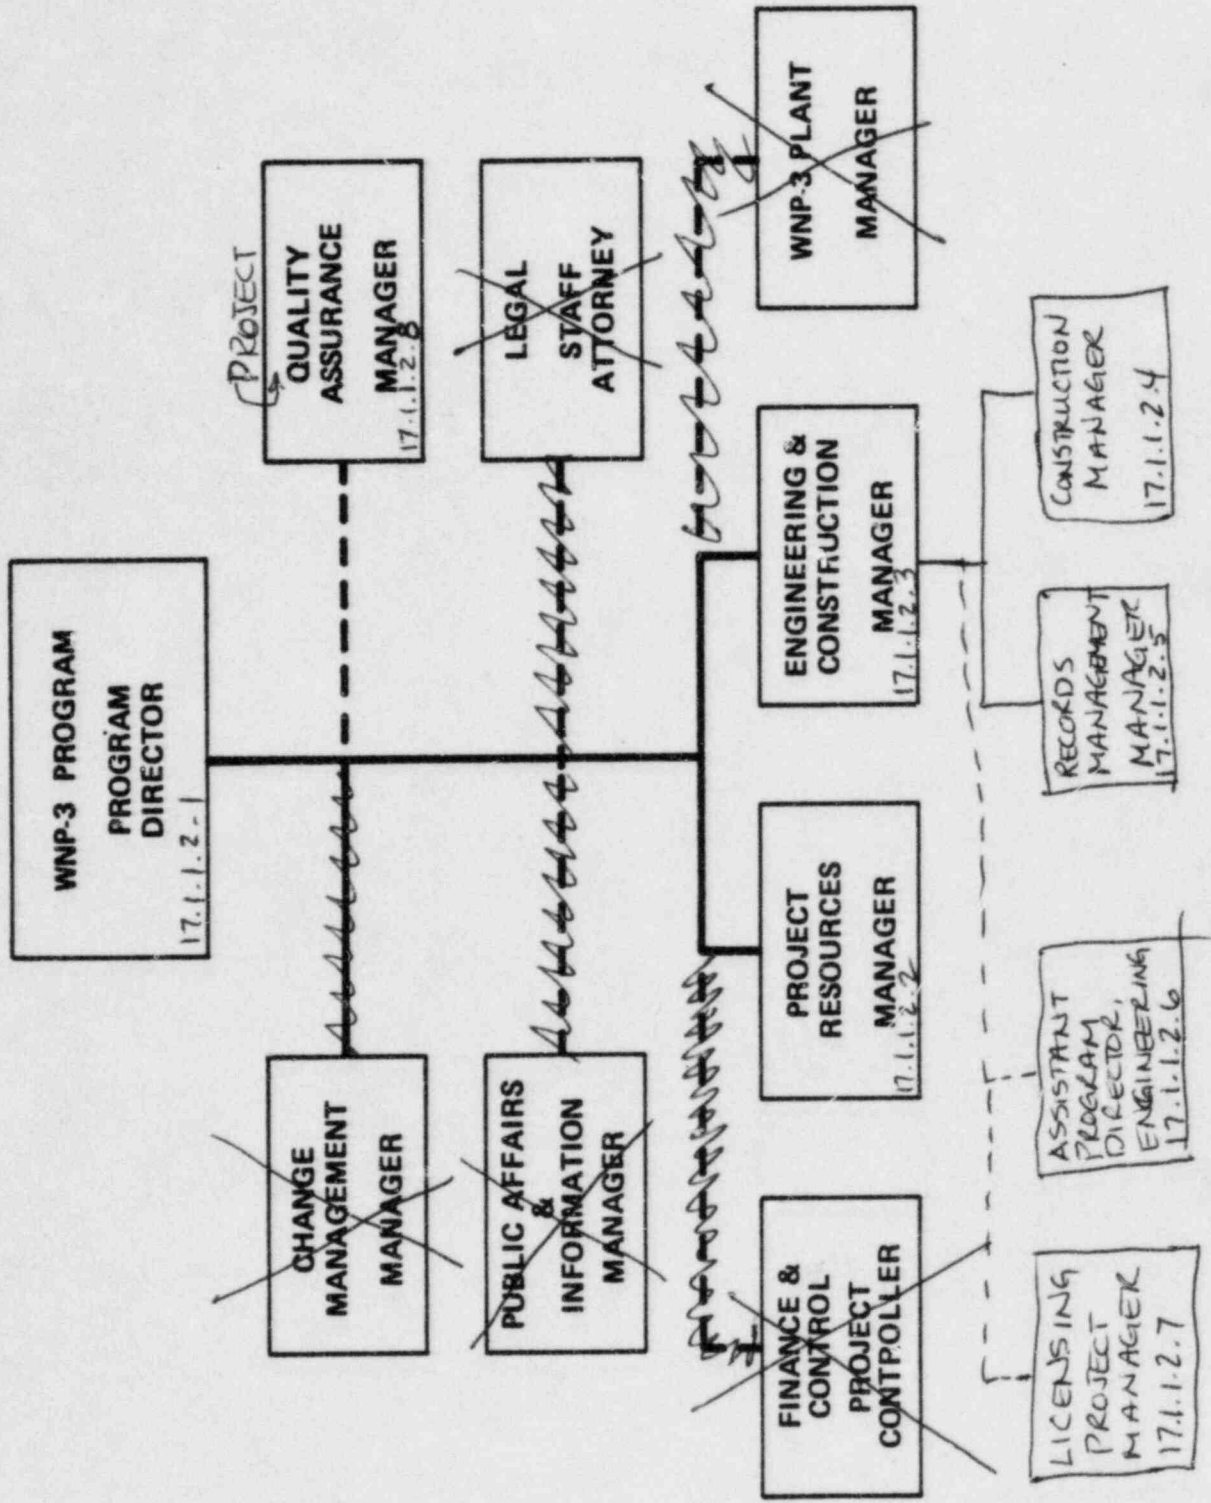 WNP-3 PROGRAM
PROGRAM
DIRECTOR
17.1.1.2.1
CHANGE
MANAGEMENT
MANAGER
PROJECT
QUALITY
ASSURANCE
MANAGER
17.1.1.2.8
PUBLIC AFFAIRS
&
INFORMATION
MANAGER
LEGAL
STAFF
ATTORNEY
FINANCE &
CONTROL
PROJECT
CONTROLLER
PROJECT
RESOURCES
MANAGER
17.1.1.2.2
ENGINEERING &
CONSTRUCTION
MANAGER
17.1.1.2.3
WNP-3 PLANT
MANAGER
LICENSING
PROJECT
MANAGER
17.1.1.2.7
ASSISTANT
PROGRAM
DIRECTOR,
ENGINEERING
17.1.1.2.6
RECORDS
MANAGEMENT
MANAGER
17.1.1.2.5
CONSTRUCTION
MANAGER
17.1.1.2.4